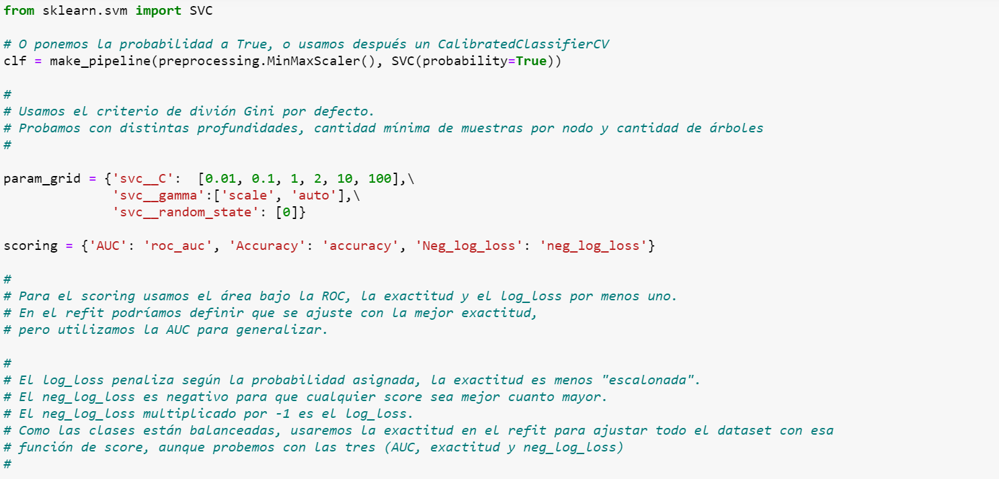 from sklearn.svm import SVC
# O ponemos la probabilidad a True, o usamos después un CalibratedClassifierCV
clf = make_pipeline(preprocessing.MinMaxScaler(), SVC(probability=True))
#
# Usamos el criterio de divión Gini por defecto.
# Probamos con distintas profundidades, cantidad mínima de muestras por nodo y cantidad de árboles
#
param_grid = {'svc__C':  [0.01, 0.1, 1, 2, 10, 100],\
'svc__gamma':['scale', 'auto'],\
'svc__random_state': [0]}
scoring = {'AUC': 'roc_auc', 'Accuracy': 'accuracy', 'Neg_log_loss': 'neg_log_loss'}
#
# Para el scoring usamos el área bajo la ROC, la exactitud y el log_loss por menos uno.
# En el refit podríamos definir que se ajuste con la mejor exactitud,
# pero utilizamos la AUC para generalizar.
#
# El log_loss penaliza según la probabilidad asignada, la exactitud es menos "escalonada".
# El neg_log_loss es negativo para que cualquier score sea mejor cuanto mayor.
# El neg_log_loss multiplicado por -1 es el log_loss.
# Como las clases están balanceadas, usaremos la exactitud en el refit para ajustar todo el dataset con esa
# función de score, aunque probemos con las tres (AUC, exactitud y neg_log_loss)
#